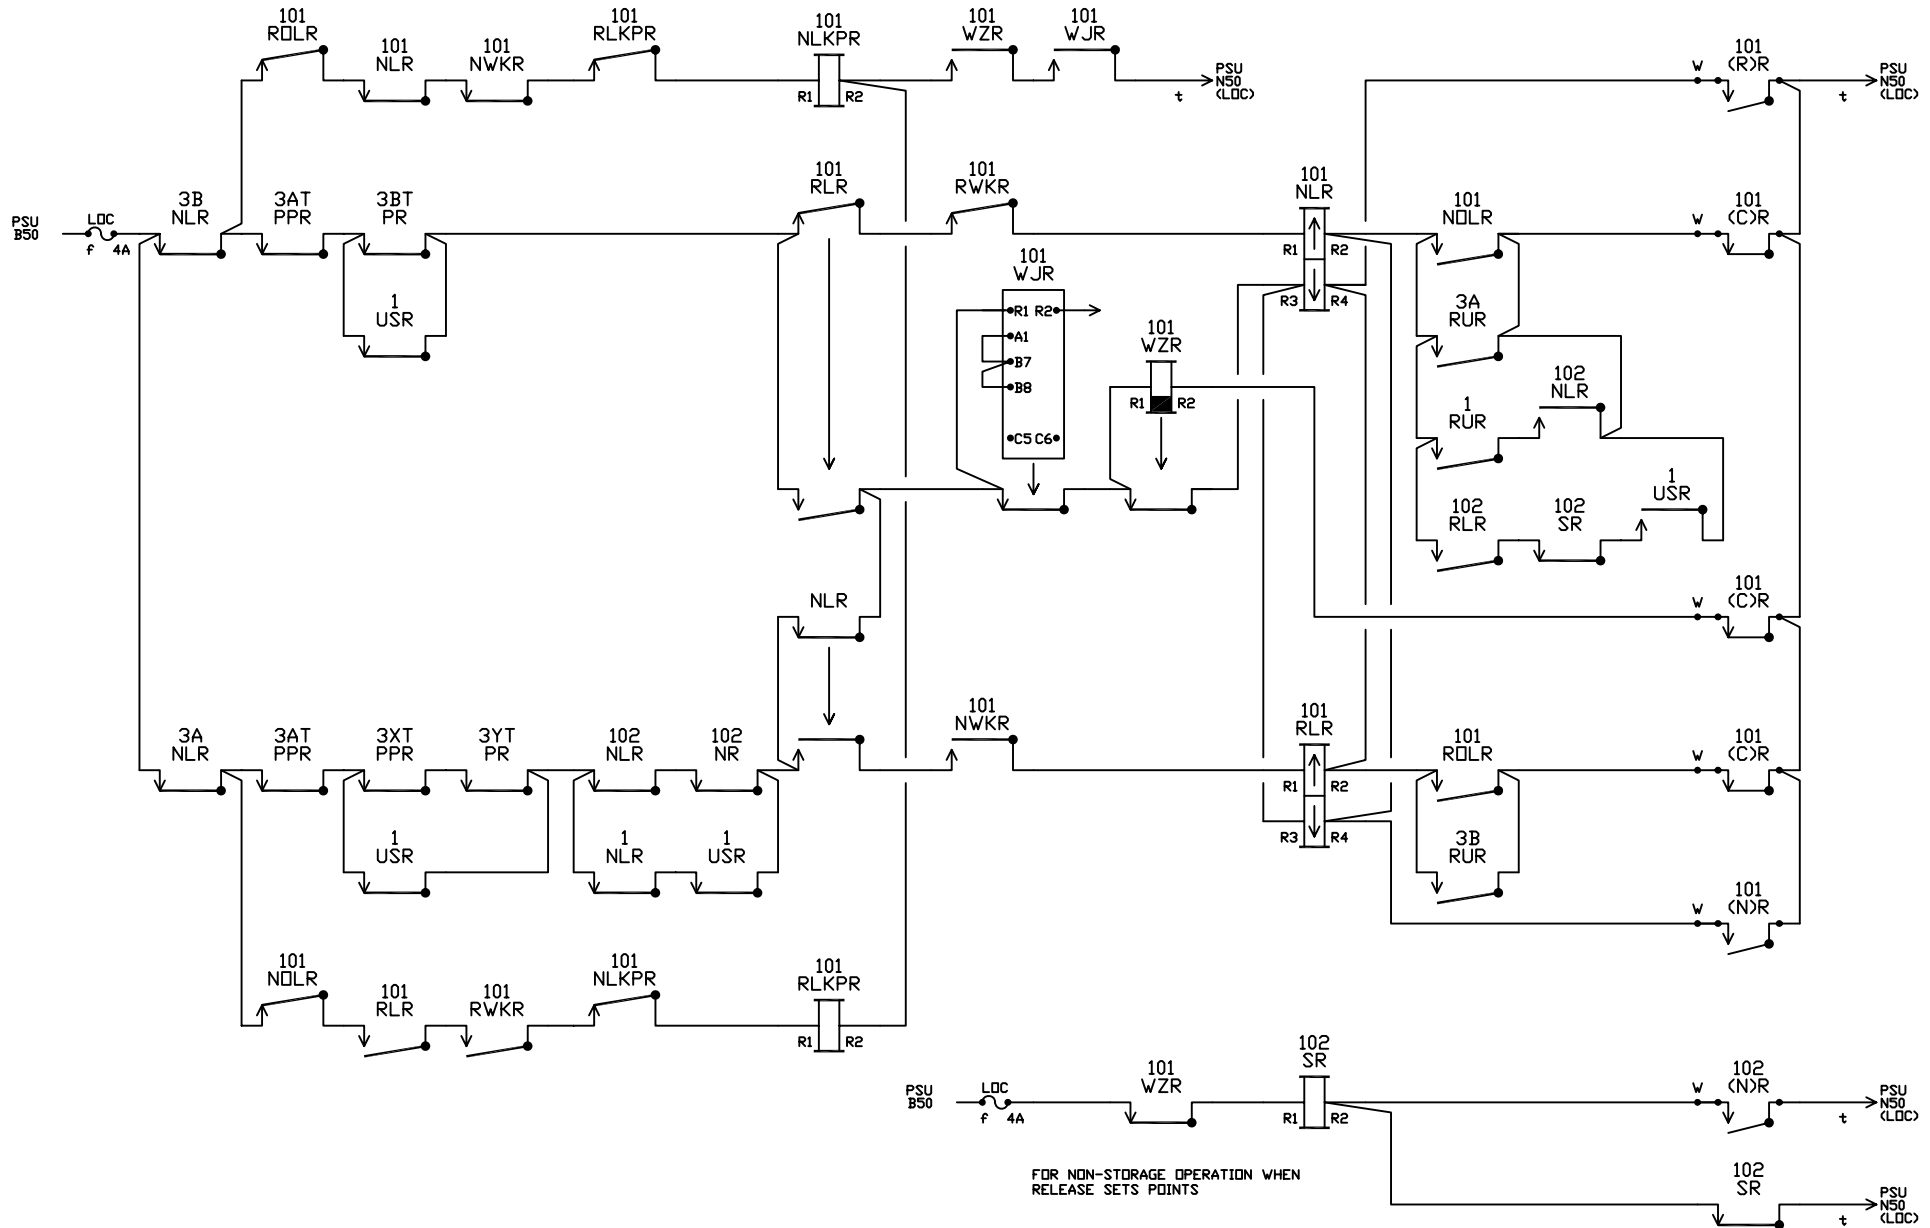 101
ROLR
101
NLR
101
NWKR
101
RLKPR
101
NLKPR
R1 R2
101
WZR
101
WJR
t
PSU
N50
(LOC)
W
101
(R)R
t
PSU
N50
(LOC)
PSU
B50
LOC
f 4A
3B
NLR
3AT
PPR
3BT
PR
1
USR
101
RLR
101
RWKR
101
NLR
R1 R2
R3 R4
101
NOLR
W
101
(C)R
101
WJR
R1 R2
A1
B7
B8
C5 C6
101
WZR
R1 R2
3A
RUR
102
NLR
1
RUR
1
USR
102
RLR
102
SR
W
101
(C)R
NLR
3A
NLR
3AT
PPR
3XT
PPR
3YT
PR
102
NLR
102
NR
101
NWKR
101
RLR
R1 R2
R3 R4
101
ROLR
W
101
(C)R
1
USR
1
NLR
1
USR
3B
RUR
W
101
(N)R
101
NOLR
101
RLR
101
RWKR
101
NLKPR
101
RLKPR
R1 R2
PSU
B50
LOC
f 4A
101
WZR
102
SR
R1 R2
W
102
(N)R
t
PSU
N50
(LOC)
FOR NON-STORAGE OPERATION WHEN
RELEASE SETS POINTS
102
SR
t
PSU
N50
(LOC)